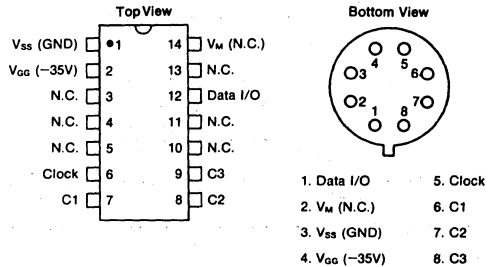 Top View
Bottom View
VSS (GND) 1 14 VM (N.C.)
VGG (−35V) 2 13 N.C.
N.C. 3 12 Data I/O
N.C. 4 11 N.C.
N.C. 5 10 N.C.
Clock 6 9 C3
C1 7 8 C2
4 5
3 6
2 7
1 8
1. Data I/O 5. Clock
2. VM (N.C.) 6. C1
3. VSS (GND) 7. C2
4. VGG (−35V) 8. C3